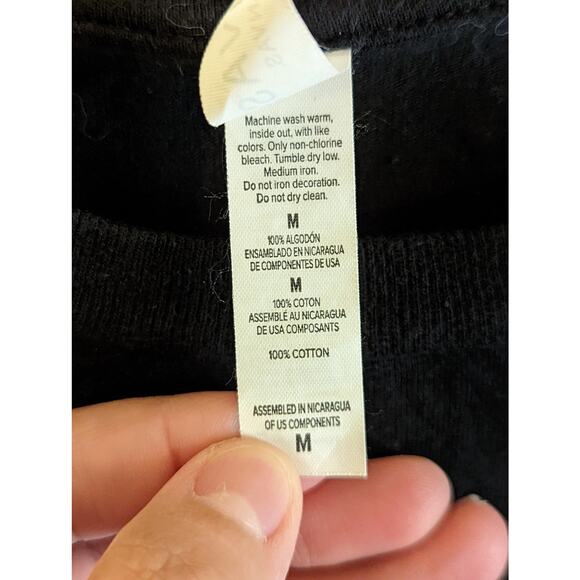 Machine wash warm,
inside out, with like
colors. Only non-chlorine
bleach. Tumble dry low.
Medium iron.
Do not iron decoration.
Do not dry clean.
M
100% ALGODÓN
ENSAMBLADO EN NICARAGUA
DE COMPONENTES DE USA
M
100% COTON
ASSEMBLÉ AU NICARAGUA
DE USA COMPOSANTS
100% COTTON
ASSEMBLED IN NICARAGUA
OF US COMPONENTS
M